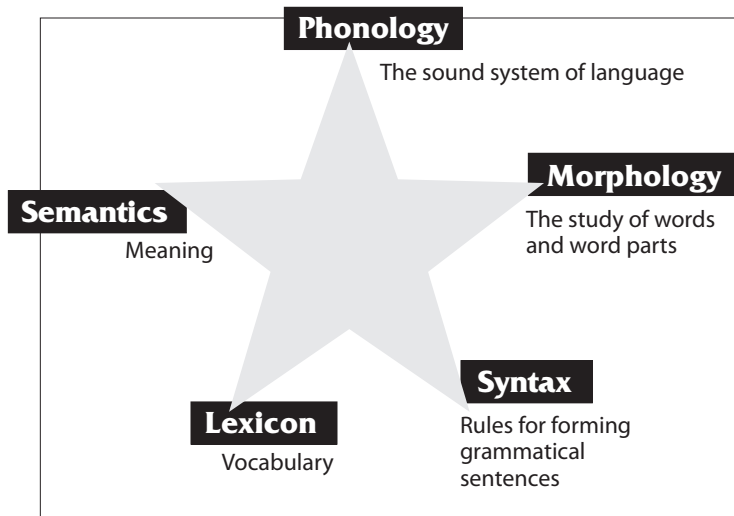 Phonology
The sound system of language
Morphology
The study of words
and word parts
Semantics
Meaning
Syntax
Rules for forming
grammatical
sentences
Lexicon
Vocabulary